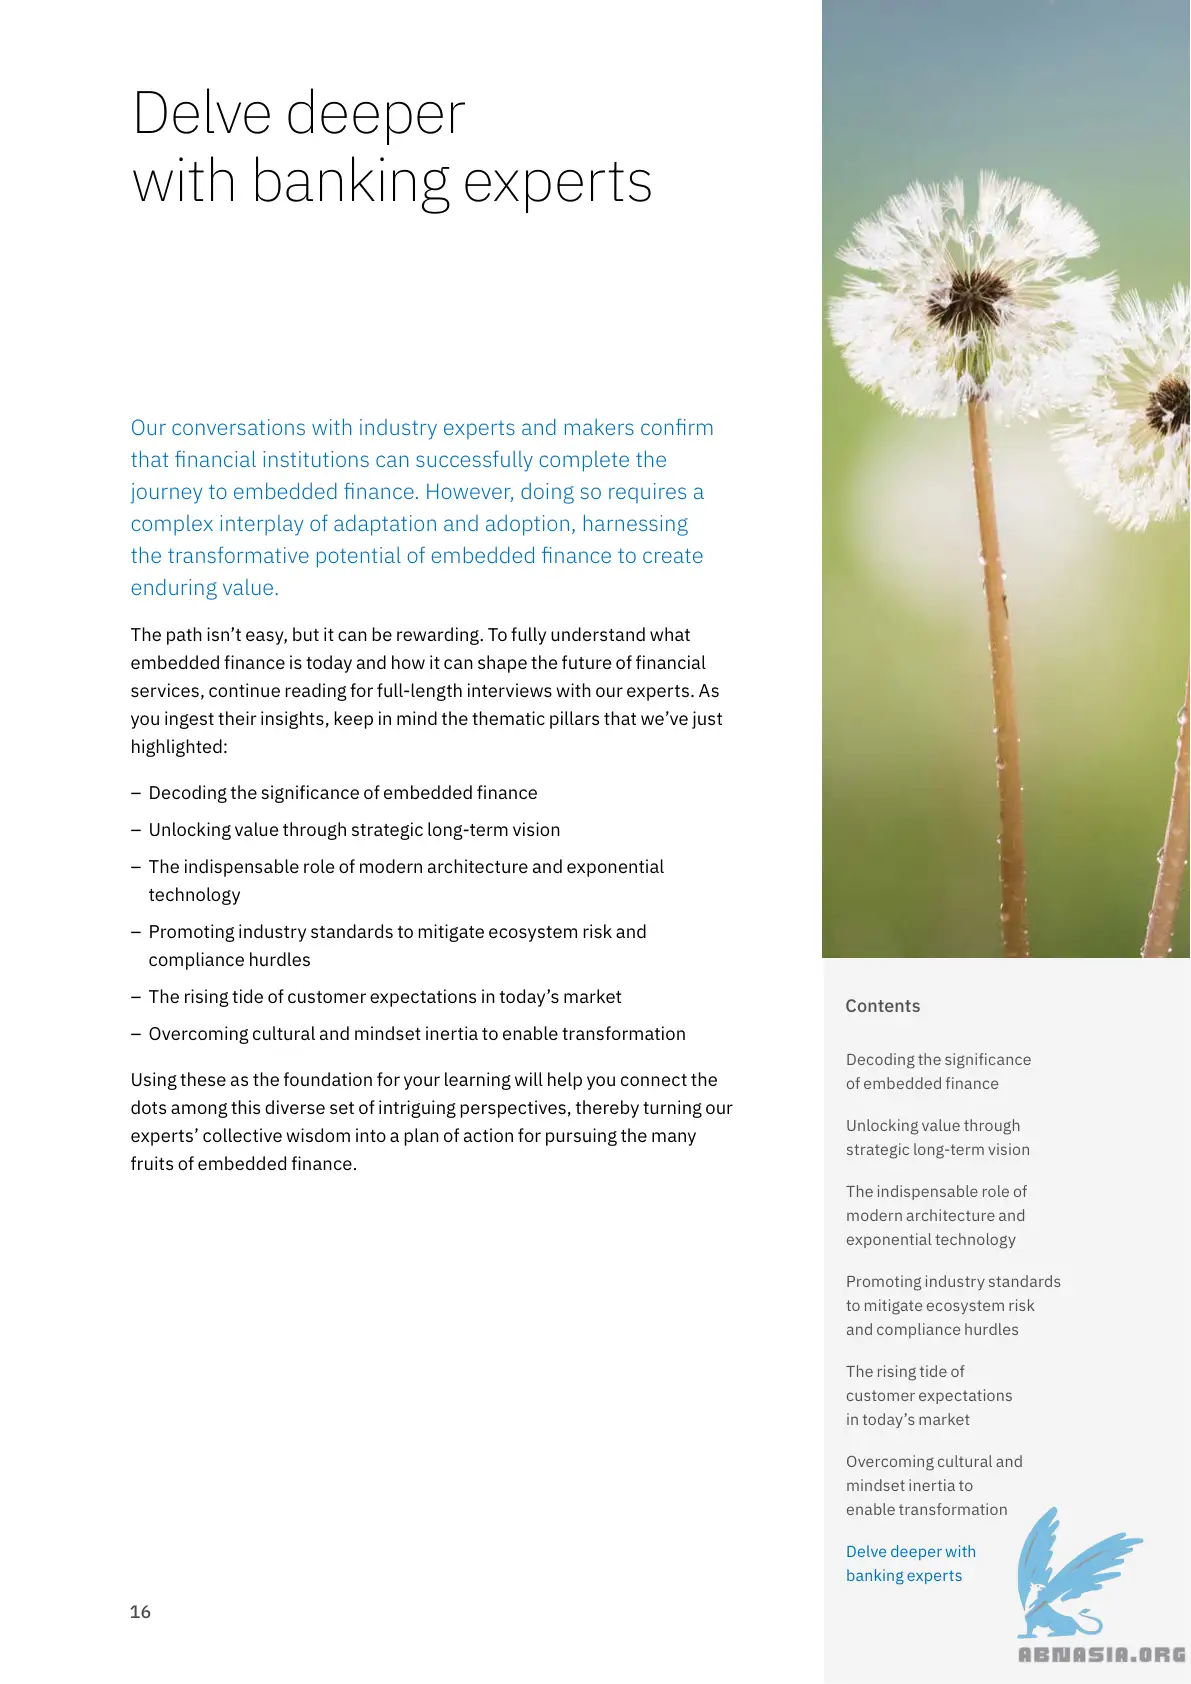 Delve deeper
with banking experts
Our conversations with industry experts and makers confirm
that financial institutions can successfully complete the
journey to embedded finance. However, doing so requires a
complex interplay of adaptation and adoption, harnessing
the transformative potential of embedded finance to create
enduring value.
The path isn’t easy, but it can be rewarding. To fully understand what
embedded finance is today and how it can shape the future of financial
services, continue reading for full-length interviews with our experts. As
you ingest their insights, keep in mind the thematic pillars that we’ve just
highlighted:
– Decoding the significance of embedded finance
– Unlocking value through strategic long-term vision
– The indispensable role of modern architecture and exponential
technology
– Promoting industry standards to mitigate ecosystem risk and
compliance hurdles
– The rising tide of customer expectations in today’s market
– Overcoming cultural and mindset inertia to enable transformation
Using these as the foundation for your learning will help you connect the
dots among this diverse set of intriguing perspectives, thereby turning our
experts’ collective wisdom into a plan of action for pursuing the many
fruits of embedded finance.
16
Contents
Decoding the significance
of embedded finance
Unlocking value through
strategic long-term vision
The indispensable role of
modern architecture and
exponential technology
Promoting industry standards
to mitigate ecosystem risk
and compliance hurdles
The rising tide of
customer expectations
in today’s market
Overcoming cultural and
mindset inertia to
enable transformation
Delve deeper with
banking experts
ABNASIA.ORG